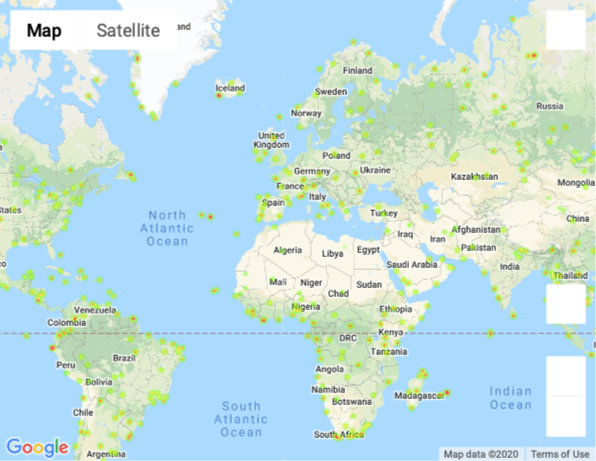 Map Satellite
Finland
Iceland
Sweden
Norway
Russia
United
Kingdom
Poland
Germany
Ukraine
France
Kazakhstan
Mongolia
Italy
Spain
North
Atlantic
Ocean
Turkey
China
Afghanistan
Iraq
Iran
Algeria
Libya
Egypt
Pakistan
Saudi Arabia
India
Mali
Niger
Sudan
Chad
Thailand
Nigeria
Ethiopia
Venezuela
Colombia
Kenya
DRC
Tanzania
Brazil
Peru
Angola
Bolivia
Namibia
Madagascar
Botswana
Indian
Ocean
South
Atlantic
Ocean
Chile
South Africa
Argentina
Google
Map data ©2020 Terms of Use